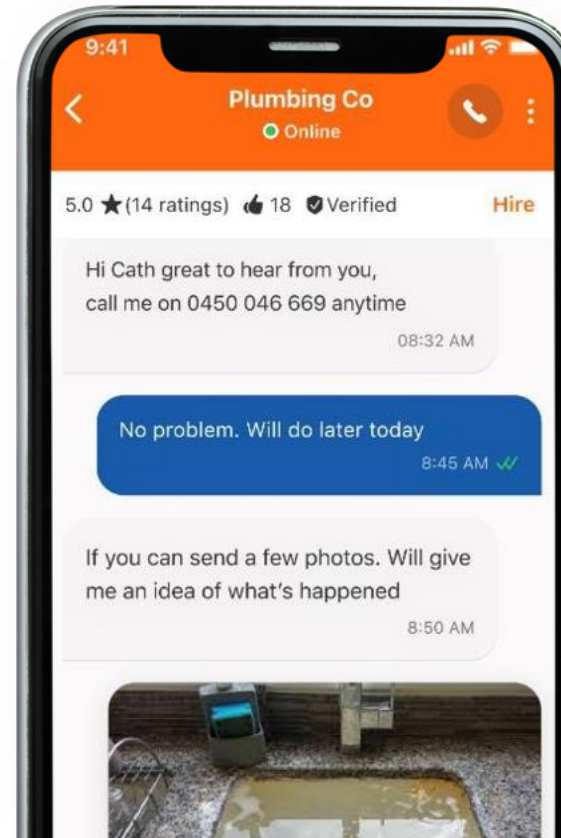 9:41
Plumbing Co
Online
5.0 ★ (14 ratings) 18 Verified Hire
Hi Cath great to hear from you,
call me on 0450 046 669 anytime
08:32 AM
No problem. Will do later today
8:45 AM
If you can send a few photos. Will give
me an idea of what's happened
8:50 AM